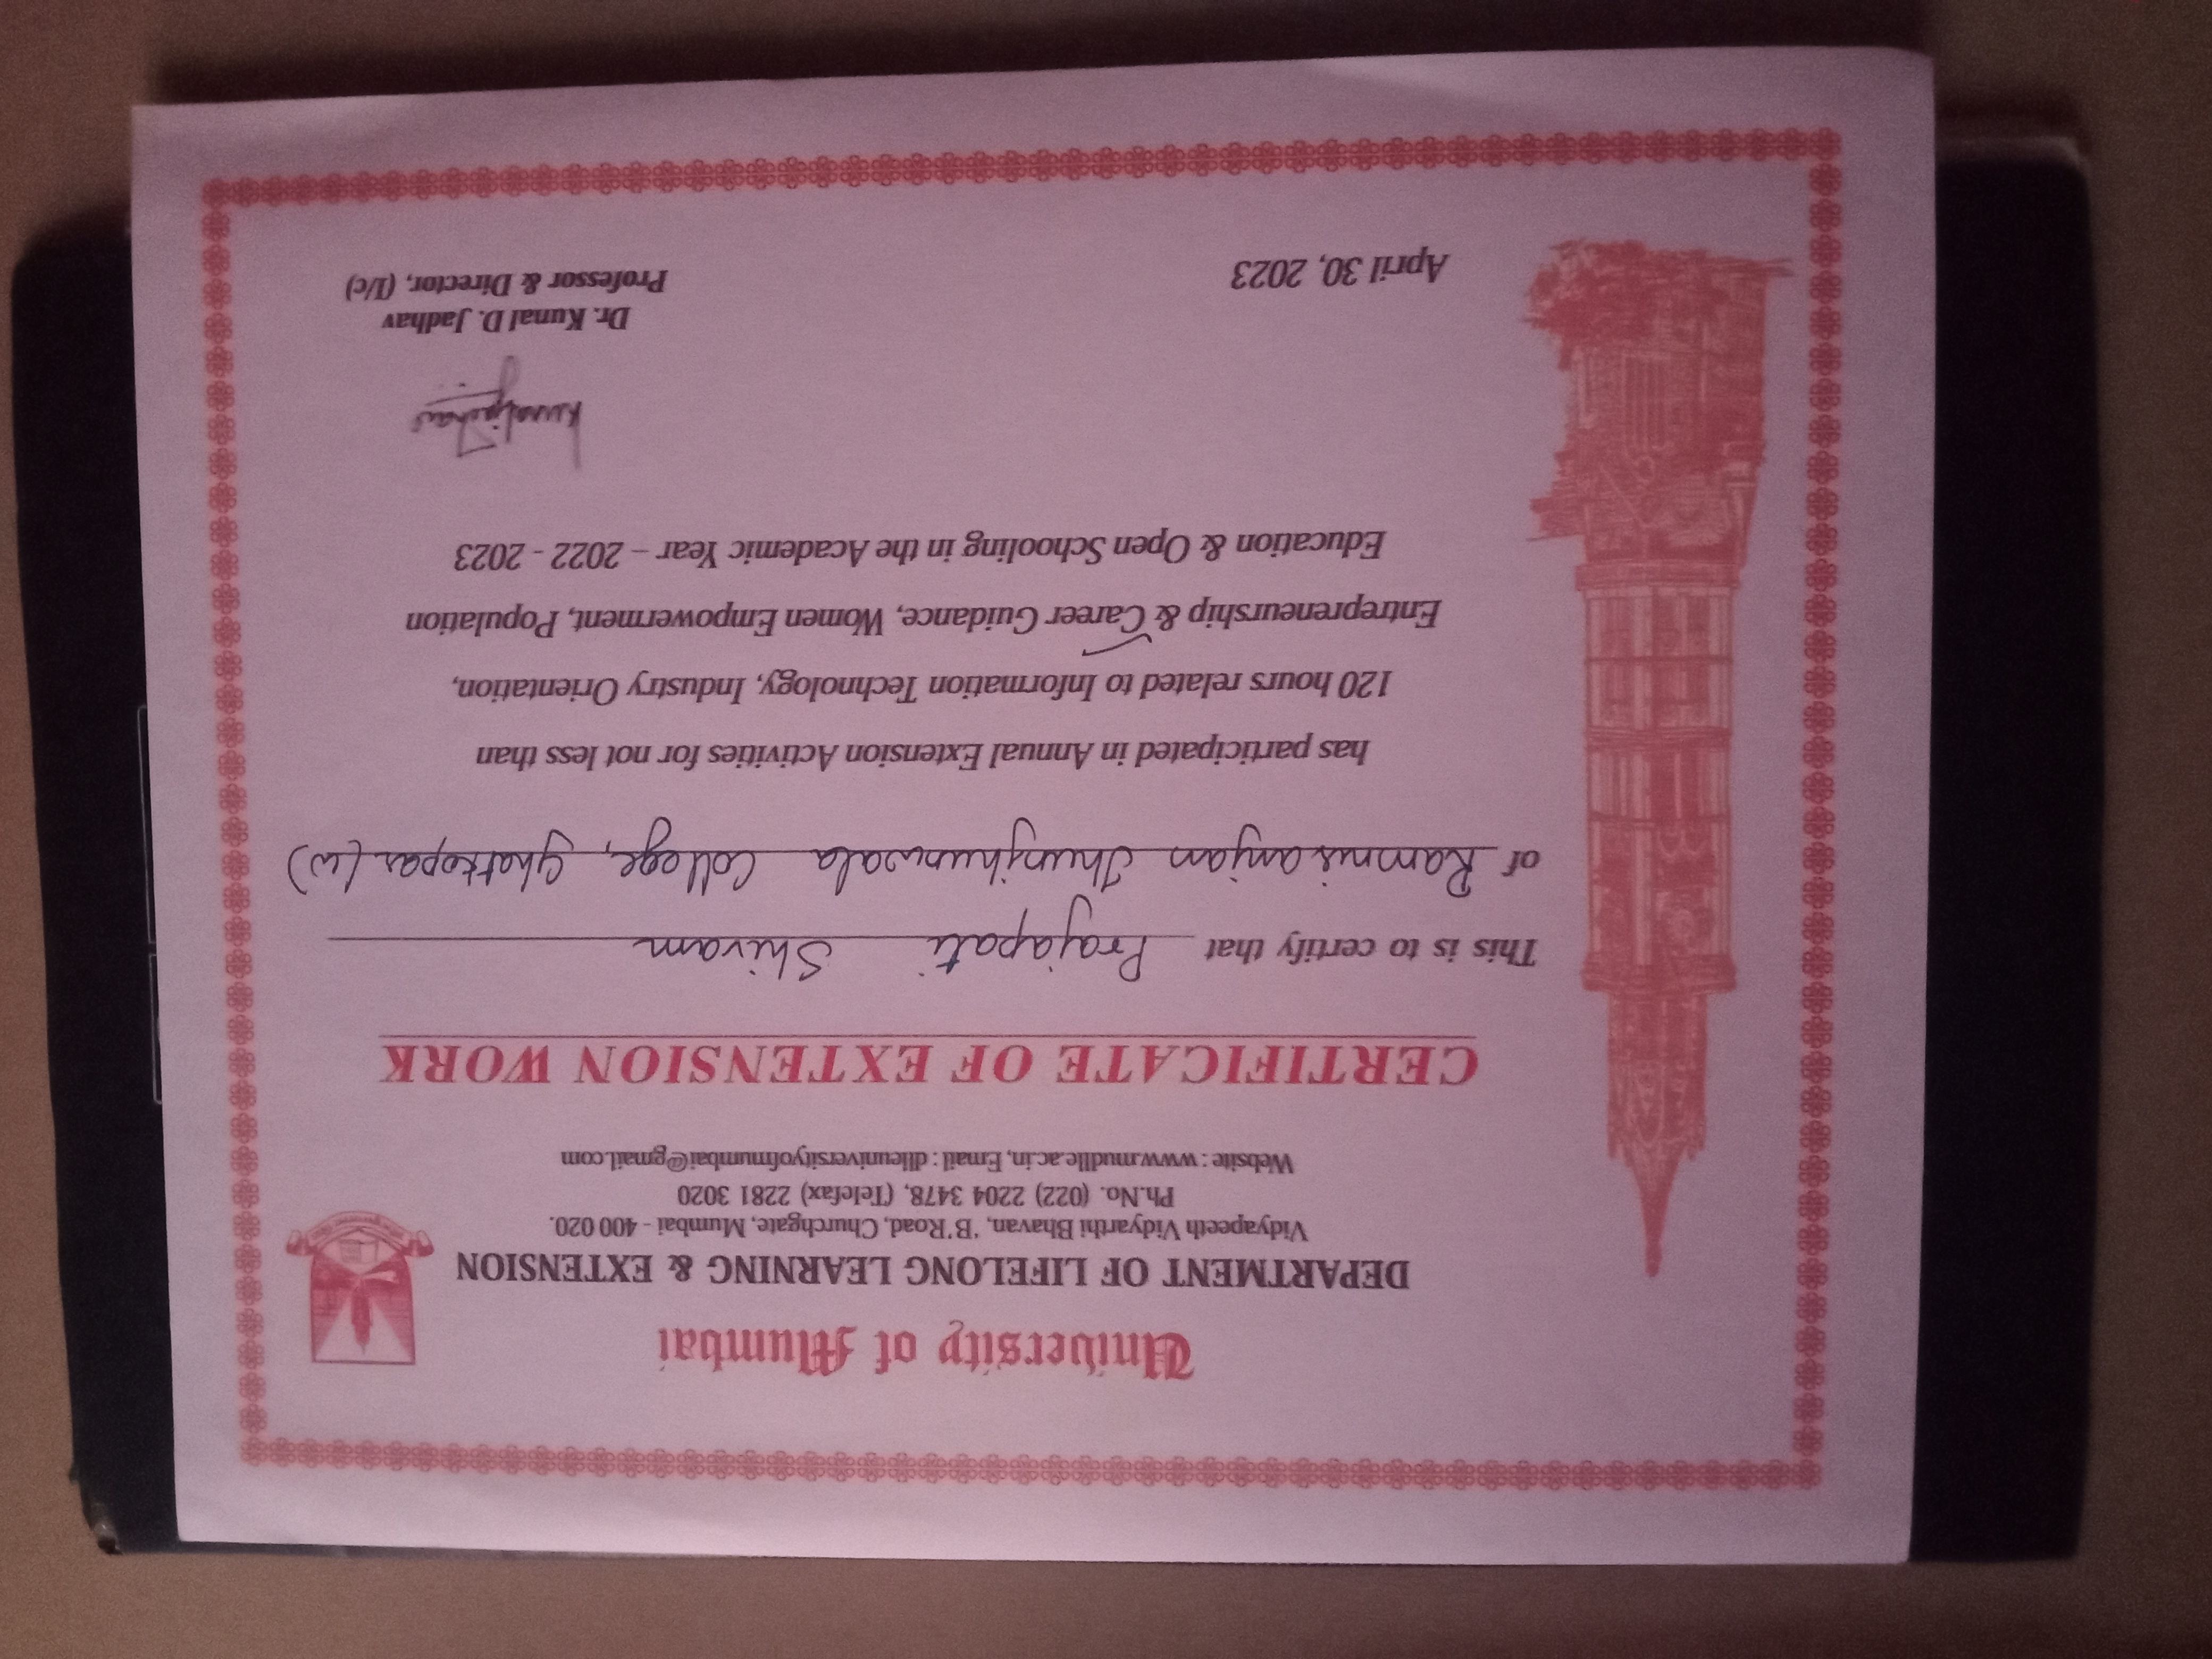 University of Mumbai
DEPARTMENT OF LIFELONG LEARNING & EXTENSION
Vidyapeeth Vidyarthi Bhavan, ‘B’Road, Churchgate, Mumbai - 400 020.
Ph.No. (022) 2204 3478, (Telefax) 2281 3020
Website : www.mudlle.ac.in, Email : dlleuniversityofmumbai@gmail.com
CERTIFICATE OF EXTENSION WORK
This is to certify that Prajapati Shivam
of Ramniranjan Jhunjhunwala College, Ghatkopar (W)
has participated in Annual Extension Activities for not less than
120 hours related to Information Technology, Industry Orientation,
Entrepreneurship & Career Guidance, Women Empowerment, Population
Education & Open Schooling in the Academic Year – 2022 - 2023
kunaljadhav
Dr. Kunal D. Jadhav
Professor & Director, (I/c)
April 30, 2023